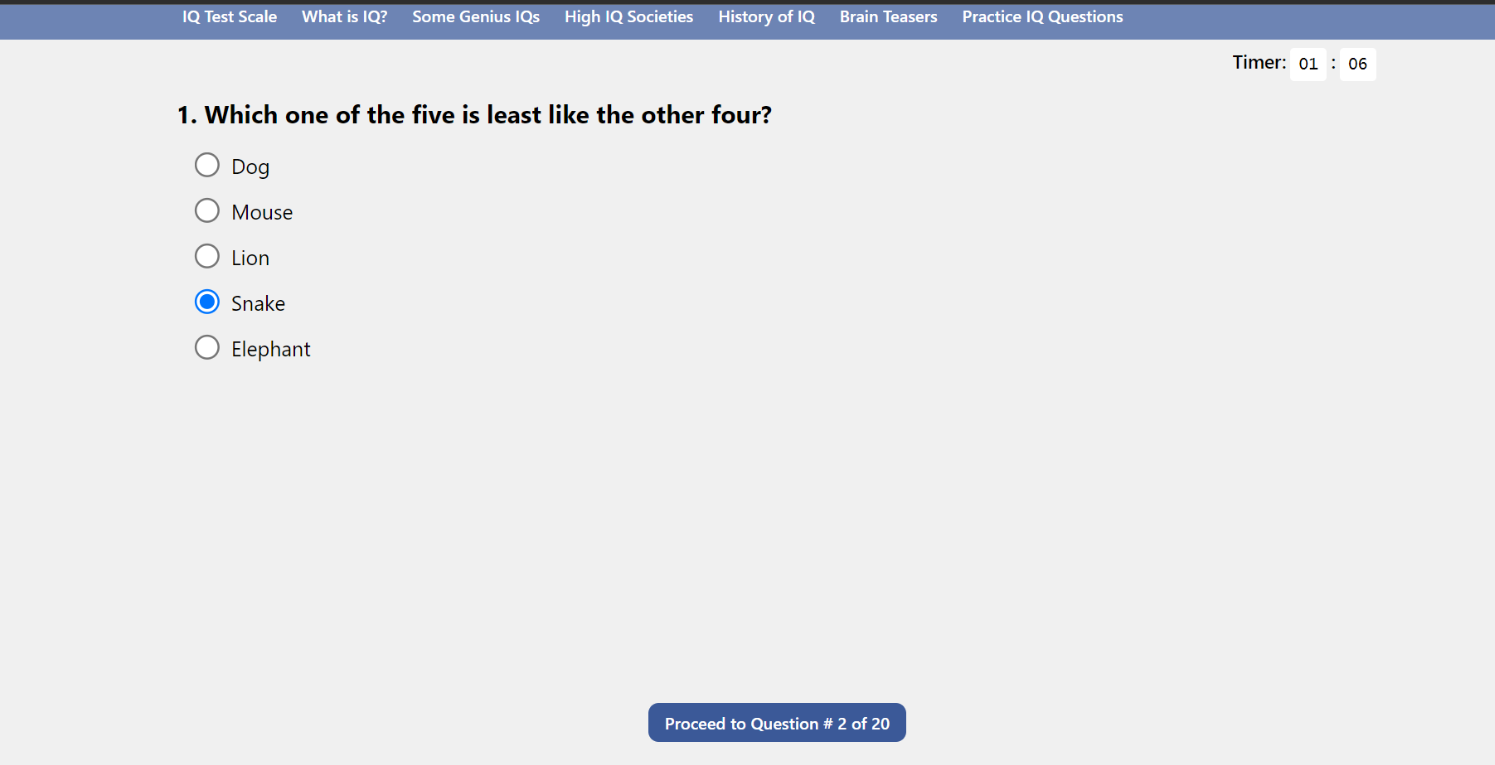 IQ Test Scale What is IQ? Some Genius IQs High IQ Societies History of IQ Brain Teasers Practice IQ Questions
Timer: 01 : 06
1. Which one of the five is least like the other four?
Dog
Mouse
Lion
Snake
Elephant
Proceed to Question # 2 of 20